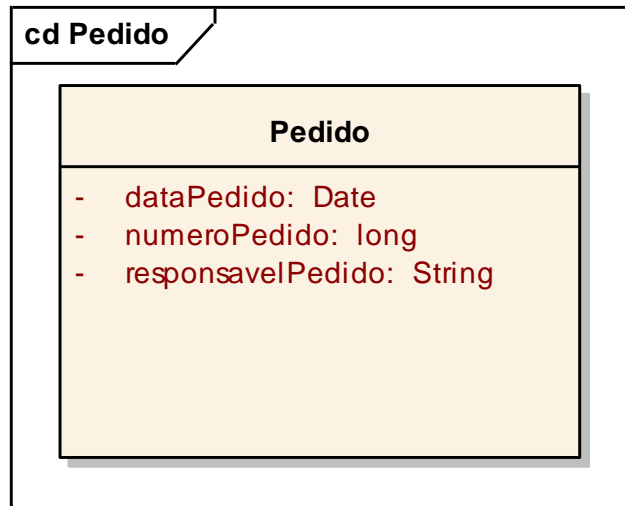 cd Pedido
Pedido
- dataPedido: Date
- numeroPedido: long
- responsavelPedido: String